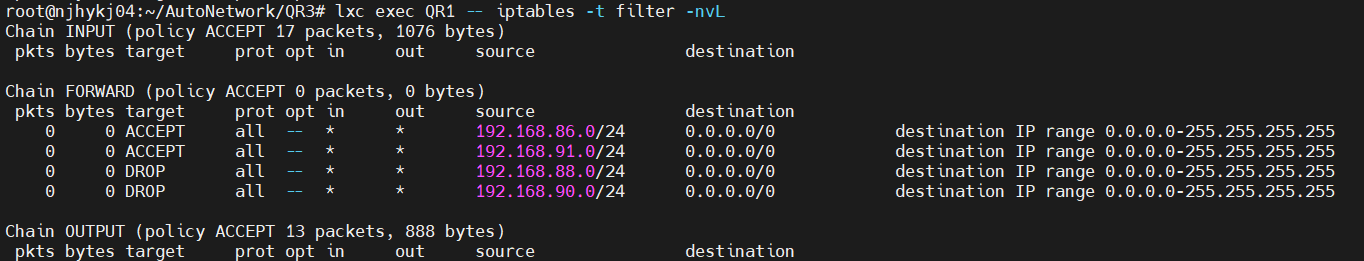 root@njhykj04:~/AutoNetwork/QR3# lxc exec QR1 -- iptables -t filter -nvL
Chain INPUT (policy ACCEPT 17 packets, 1076 bytes)
 pkts bytes target     prot opt in     out     source               destination

Chain FORWARD (policy ACCEPT 0 packets, 0 bytes)
 pkts bytes target     prot opt in     out     source               destination
    0     0 ACCEPT     all  --  *      *       192.168.86.0/24      0.0.0.0/0            destination IP range 0.0.0.0-255.255.255.255
    0     0 ACCEPT     all  --  *      *       192.168.91.0/24      0.0.0.0/0            destination IP range 0.0.0.0-255.255.255.255
    0     0 DROP       all  --  *      *       192.168.88.0/24      0.0.0.0/0            destination IP range 0.0.0.0-255.255.255.255
    0     0 DROP       all  --  *      *       192.168.90.0/24      0.0.0.0/0            destination IP range 0.0.0.0-255.255.255.255

Chain OUTPUT (policy ACCEPT 13 packets, 888 bytes)
 pkts bytes target     prot opt in     out     source               destination